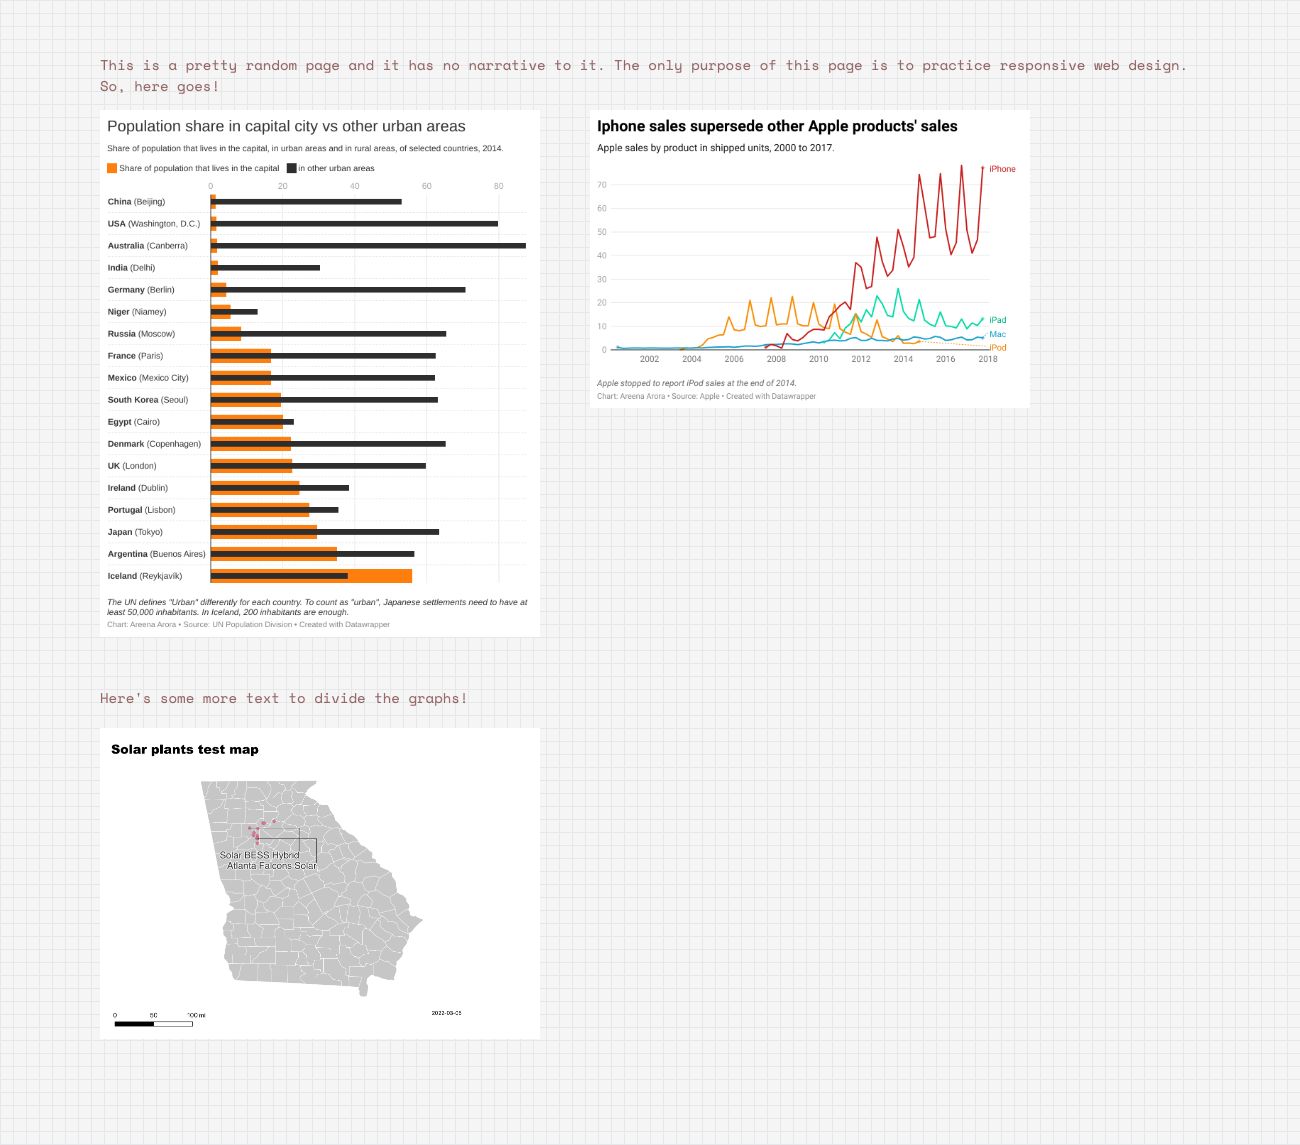 This is a pretty random page and it has no narrative to it. The only purpose of this page is to practice responsive web design.
So, here goes!
Population share in capital city vs other urban areas
Share of population that lives in the capital, in urban areas and in rural areas, of selected countries, 2014.
Share of population that lives in the capital in other urban areas
0 20 40 60 80
China (Beijing)
USA (Washington, D.C.)
Australia (Canberra)
India (Delhi)
Germany (Berlin)
Niger (Niamey)
Russia (Moscow)
France (Paris)
Mexico (Mexico City)
South Korea (Seoul)
Egypt (Cairo)
Denmark (Copenhagen)
UK (London)
Ireland (Dublin)
Portugal (Lisbon)
Japan (Tokyo)
Argentina (Buenos Aires)
Iceland (Reykjavík)
The UN defines "Urban" differently for each country. To count as "urban", Japanese settlements need to have at
least 50,000 inhabitants. In Iceland, 200 inhabitants are enough.
Chart: Areena Arora • Source: UN Population Division • Created with Datawrapper
Iphone sales supersede other Apple products' sales
Apple sales by product in shipped units, 2000 to 2017.
iPhone
70
60
50
40
30
20
iPad
10
Mac
iPod
0
2002 2004 2006 2008 2010 2012 2014 2016 2018
Apple stopped to report iPod sales at the end of 2014.
Chart: Areena Arora • Source: Apple • Created with Datawrapper
Here's some more text to divide the graphs!
Solar plants test map
Solar BESS Hybrid
Atlanta Falcons Solar
0 50 100 mi
2022-03-05